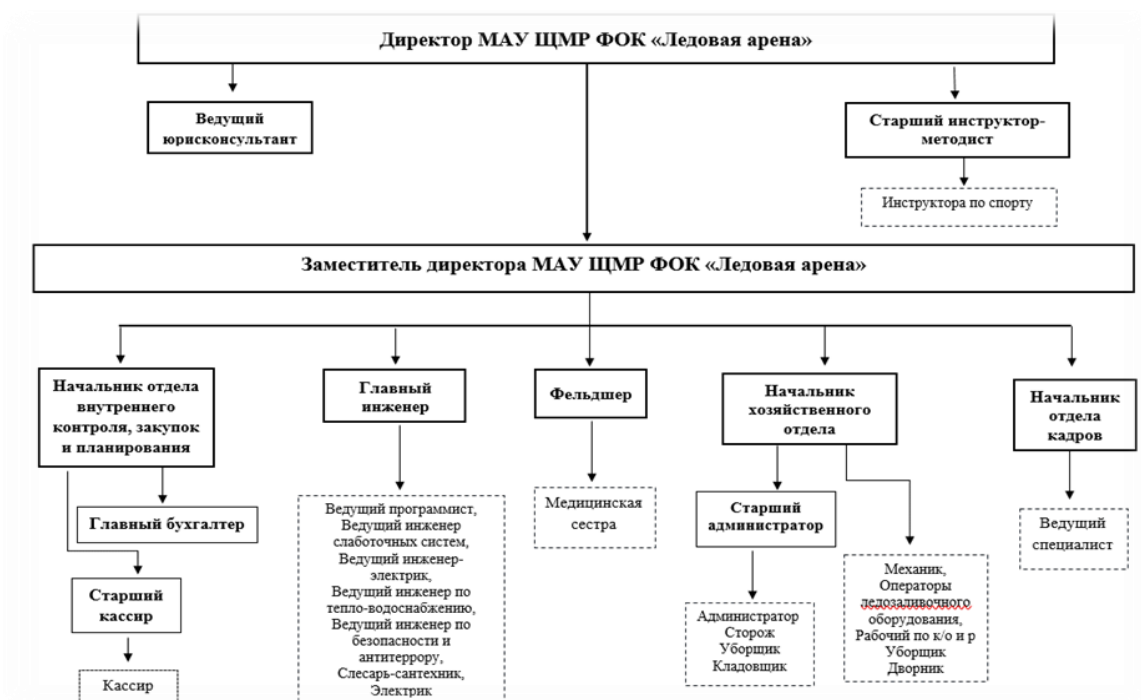 Директор МАУ ЩМР ФОК «Ледовая арена»
Ведущий
юрисконсультант
Старший инструктор-
методист
Инструктора по спорту
Заместитель директора МАУ ЩМР ФОК «Ледовая арена»
Начальник отдела
внутреннего
контроля, закупок
и планирования
Главный
инженер
Фельдшер
Начальник
хозяйственного
отдела
Начальник
отдела
кадров
Главный бухгалтер
Старший
кассир
Кассир
Ведущий программист,
Ведущий инженер
слаботочных систем,
Ведущий инженер-
электрик,
Ведущий инженер по
тепло-водоснабжению,
Ведущий инженер по
безопасности и
антитеррору,
Слесарь-сантехник,
Электрик
Медицинская
сестра
Старший
администратор
Администратор
Сторож
Уборщик
Кладовщик
Механик,
Операторы
ледозаливочного
оборудования,
Рабочий по к/о и р
Уборщик
Дворник
Ведущий
специалист